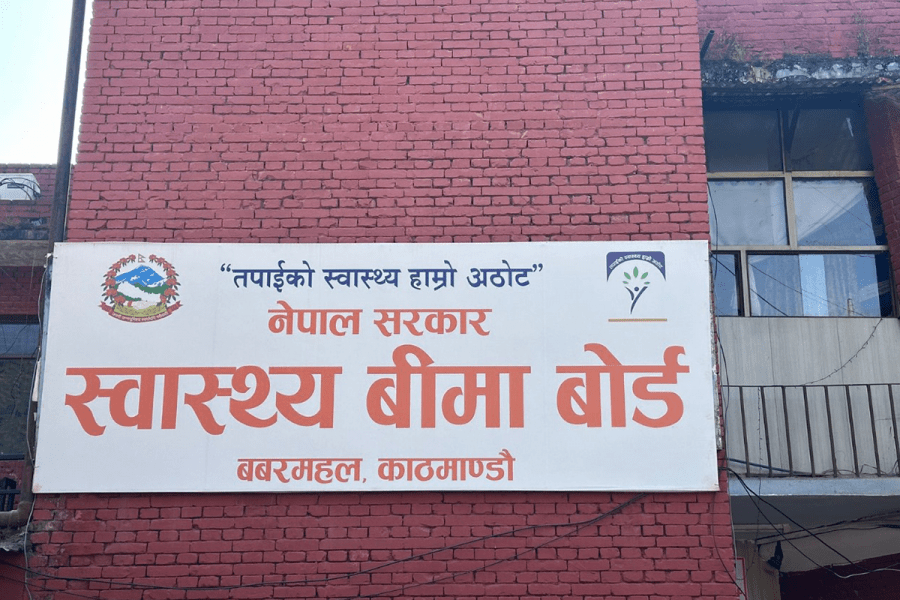 “तपाईको स्वास्थ्य हाम्रो अठोट”
नेपाल सरकार
स्वास्थ्य बीमा बोर्ड
बबरमहल, काठमाण्डौ